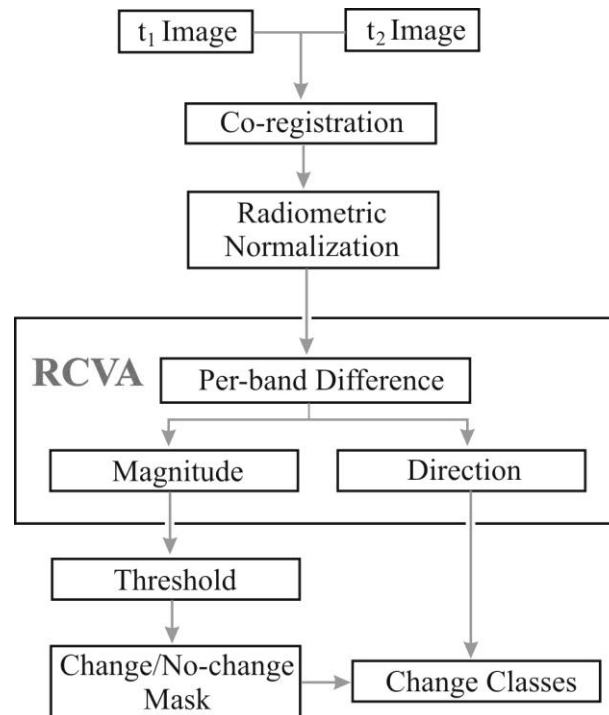 t₁ Image
t₂ Image
Co-registration
Radiometric
Normalization
RCVA
Per-band Difference
Magnitude
Direction
Threshold
Change/No-change
Mask
Change Classes